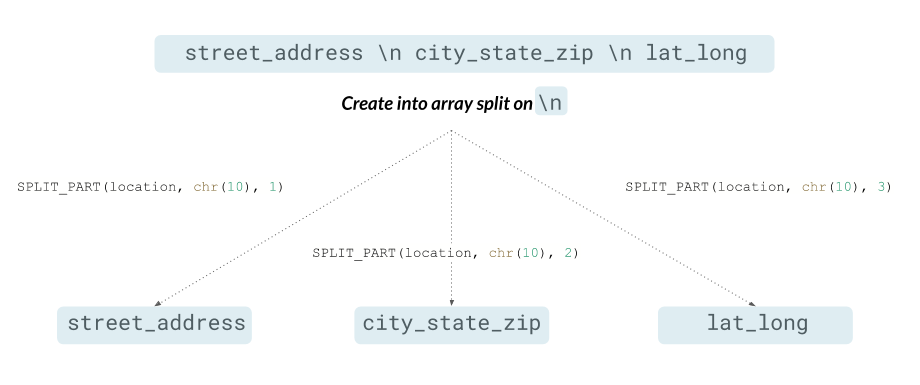 street_address \n city_state_zip \n lat_long
Create into array split on \n
SPLIT_PART(location, chr(10), 1)
SPLIT_PART(location, chr(10), 3)
SPLIT_PART(location, chr(10), 2)
street_address
city_state_zip
lat_long